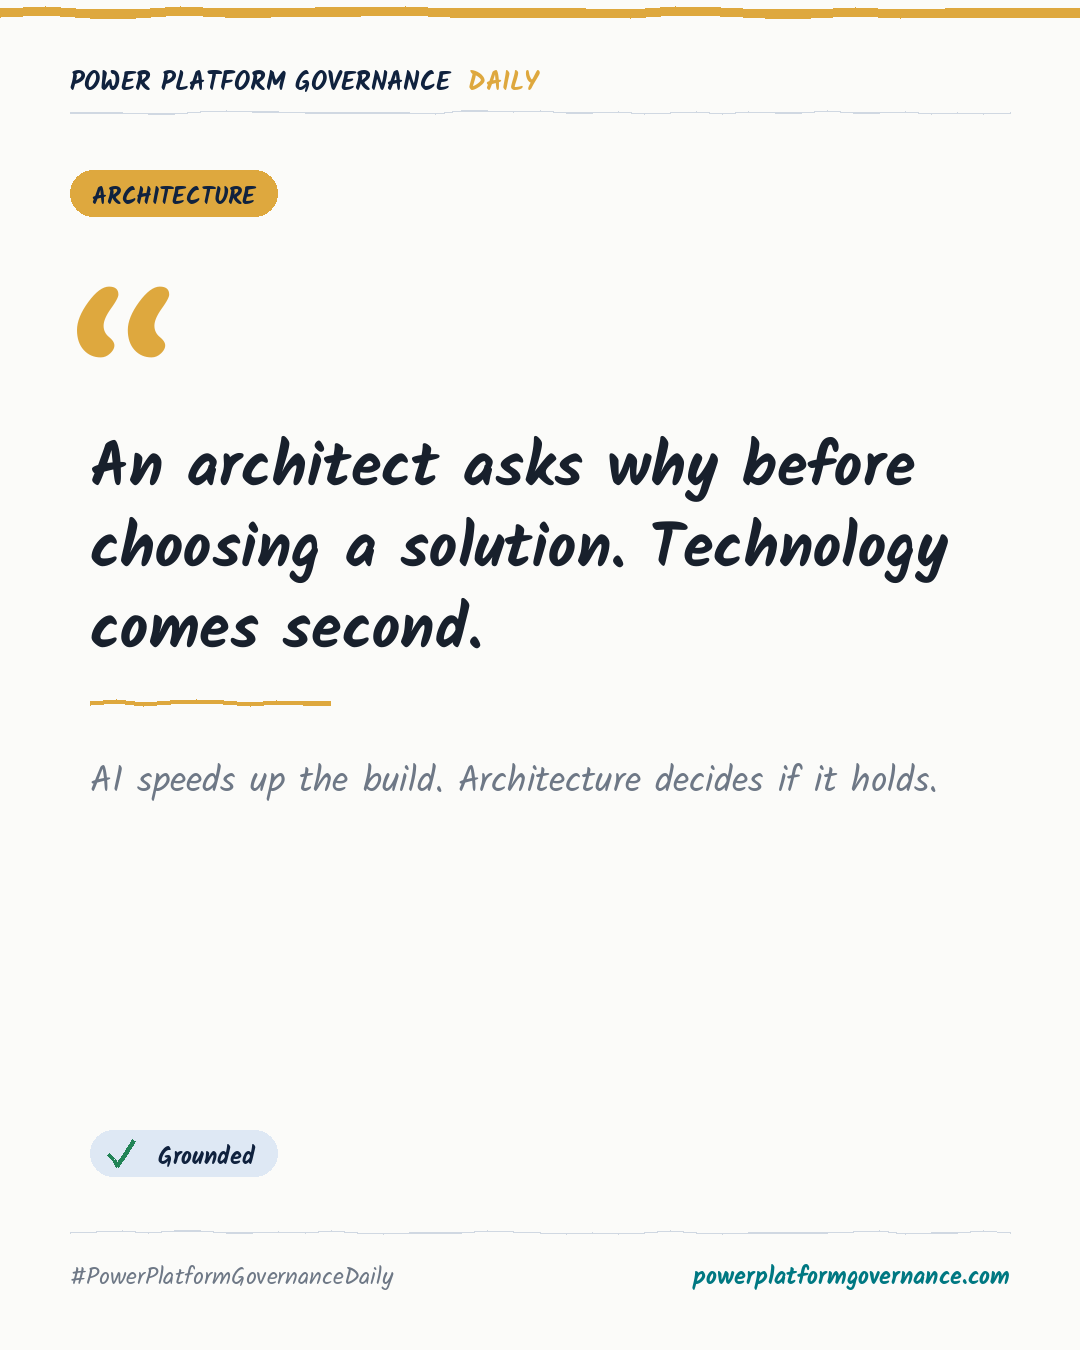 POWER PLATFORM GOVERNANCE DAILY
ARCHITECTURE
“
An architect asks why before
choosing a solution. Technology
comes second.
AI speeds up the build. Architecture decides if it holds.
✓ Grounded
#PowerPlatformGovernanceDaily
powerplatformgovernance.com